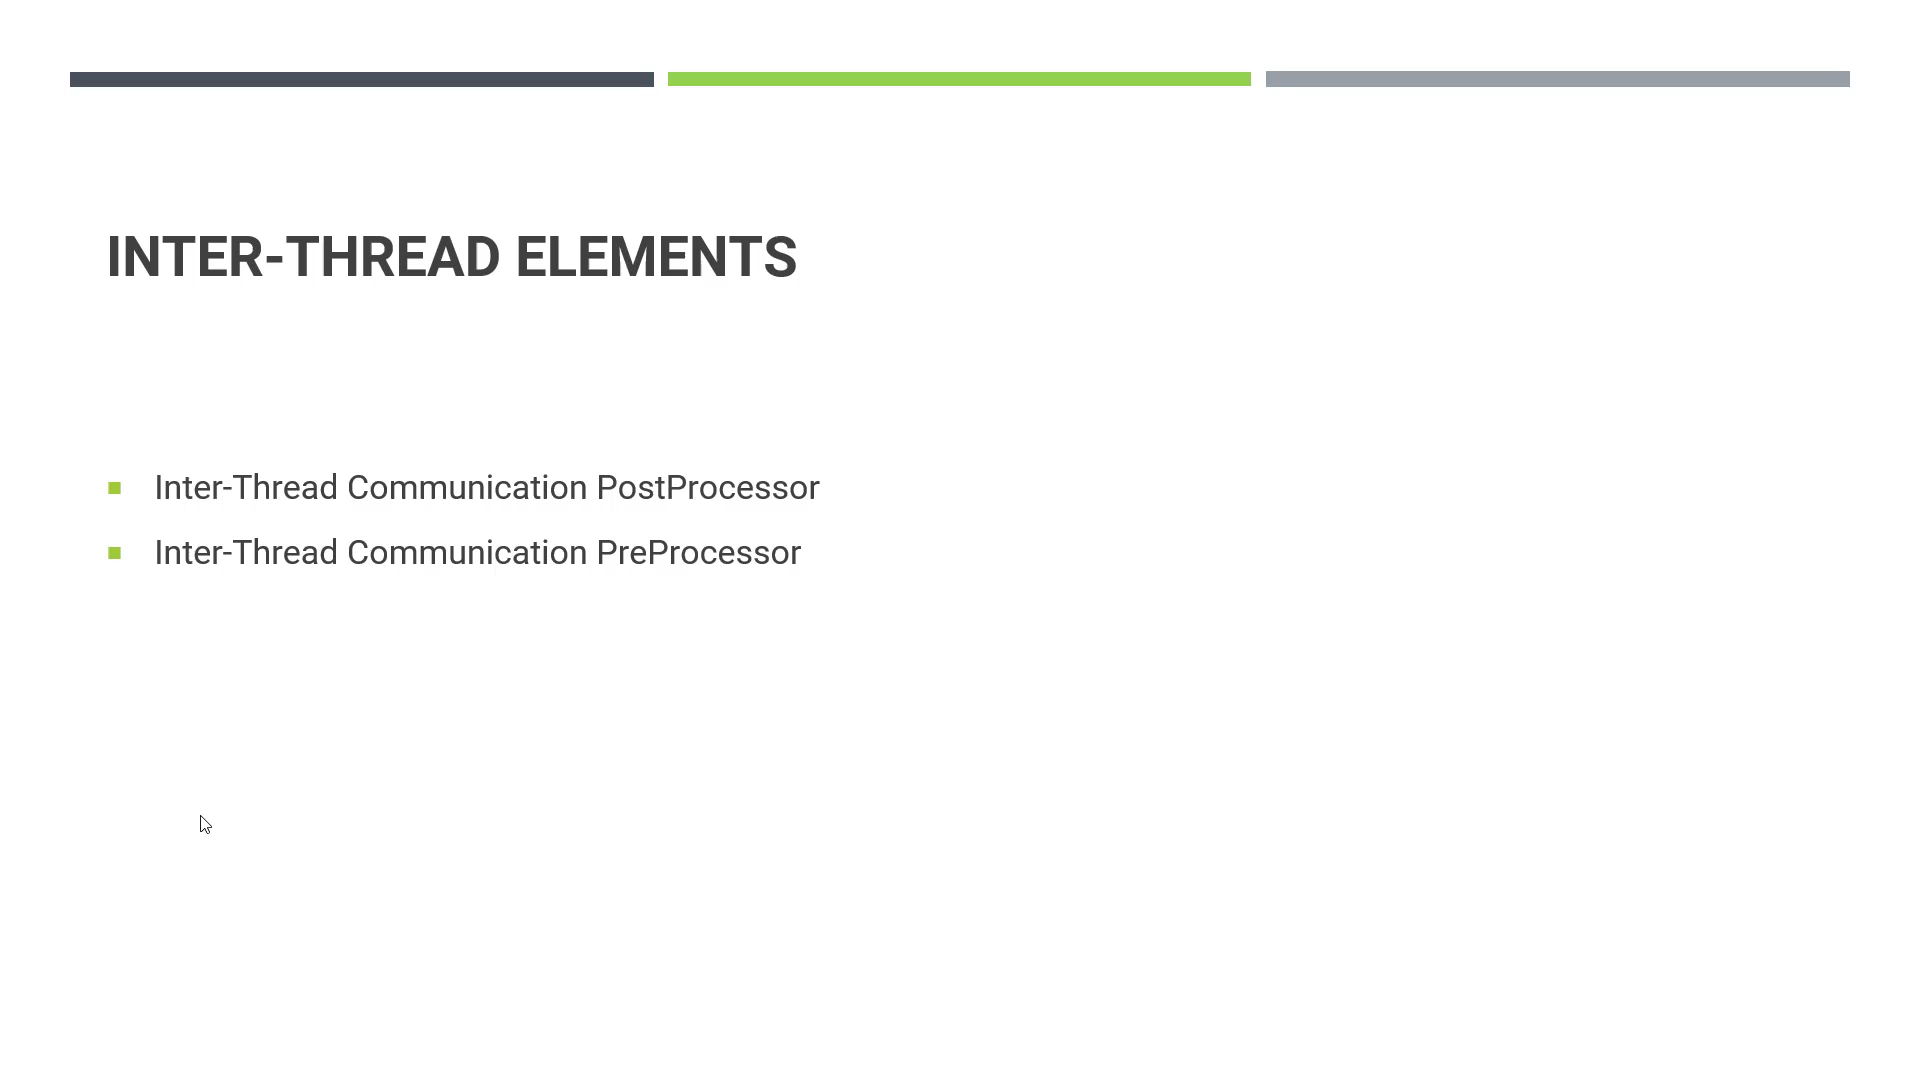 INTER-THREAD ELEMENTS
Inter-Thread Communication PostProcessor
Inter-Thread Communication PreProcessor